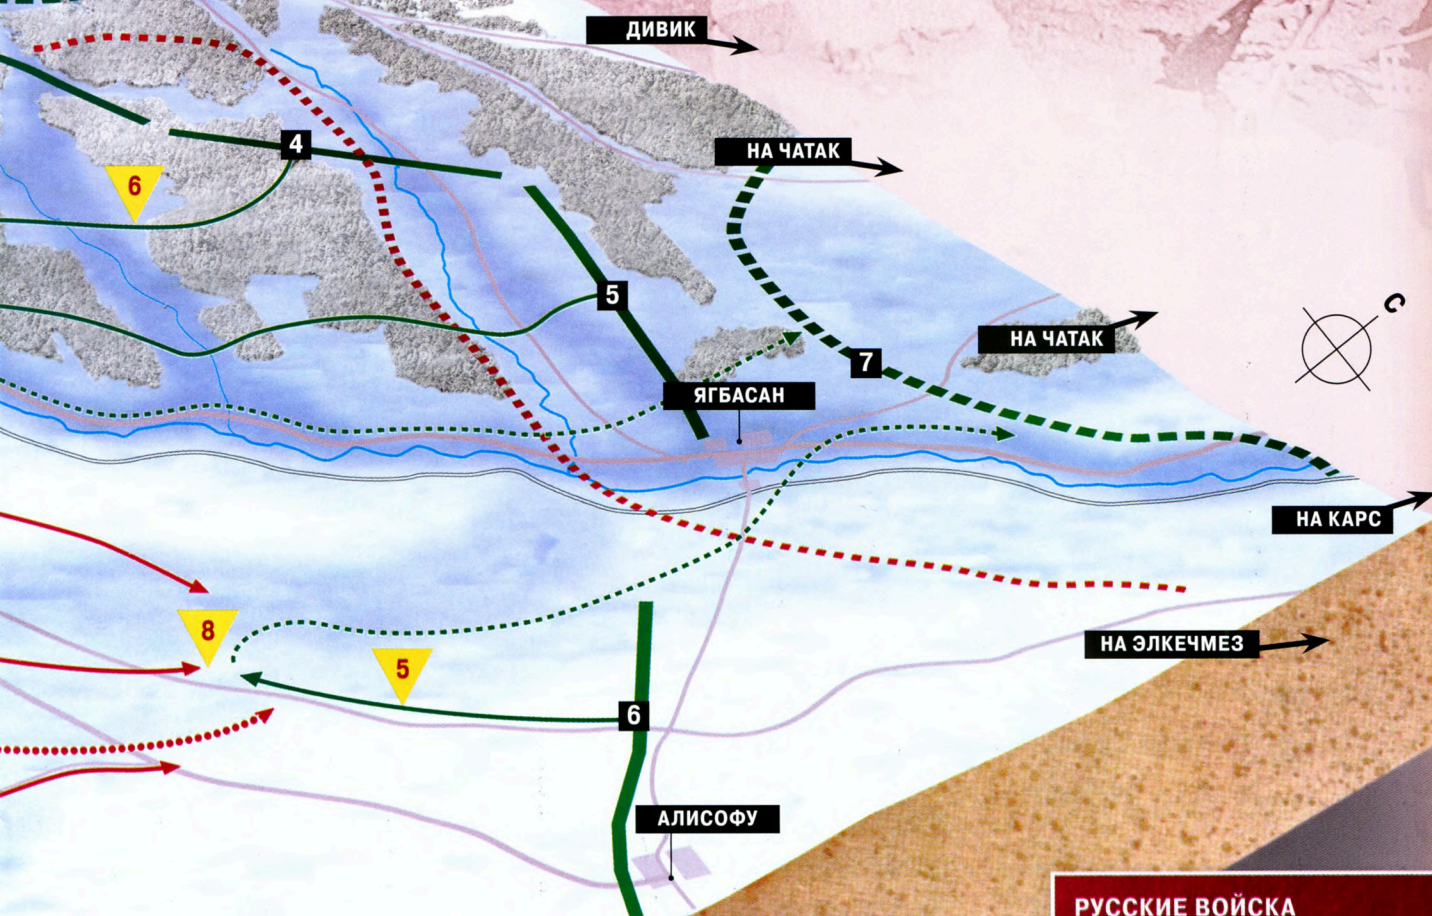 ДИВИК
НА ЧАТАК
4
6
5
НА ЧАТАК
С
7
ЯГБАСАН
НА КАРС
8
НА ЭЛКЕЧМЕЗ
5
6
АЛИСОФУ
РУССКИЕ ВОЙСКА